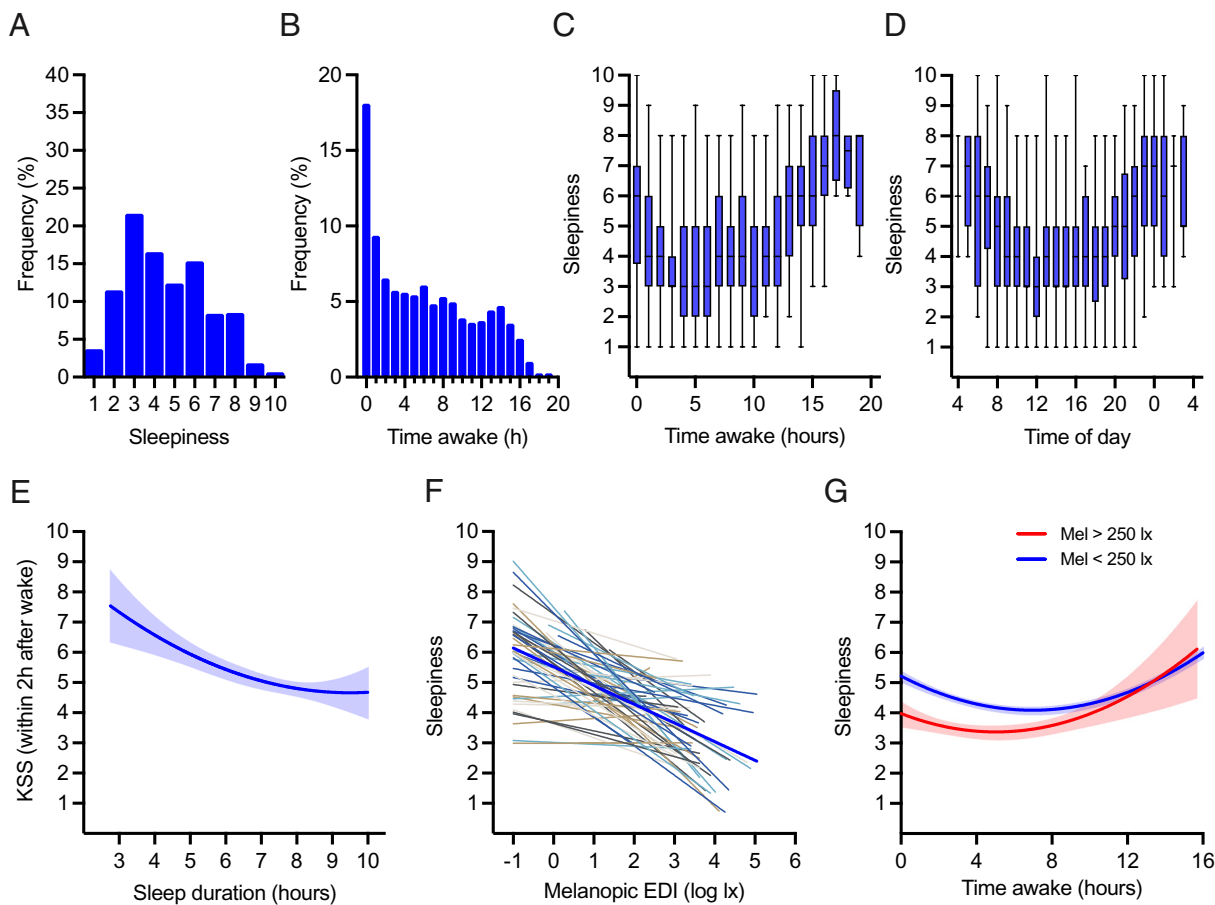 A
B
C
D
40
35
30
25
20
15
10
5
0
Frequency (%)
1 2 3 4 5 6 7 8 9 10
Sleepiness
20
15
10
5
0
Frequency (%)
0 4 8 12 16 20
Time awake (h)
10
9
8
7
6
5
4
3
2
1
Sleepiness
0 5 10 15 20
Time awake (hours)
10
9
8
7
6
5
4
3
2
1
Sleepiness
4 8 12 16 20 0 4
Time of day
E
F
G
10
9
8
7
6
5
4
3
2
1
KSS (within 2h after wake)
3 4 5 6 7 8 9 10
Sleep duration (hours)
10
9
8
7
6
5
4
3
2
1
Sleepiness
-1 0 1 2 3 4 5 6
Melanopic EDI (log lx)
10
9
8
7
6
5
4
3
2
1
Sleepiness
Mel > 250 lx
Mel < 250 lx
0 4 8 12 16
Time awake (hours)